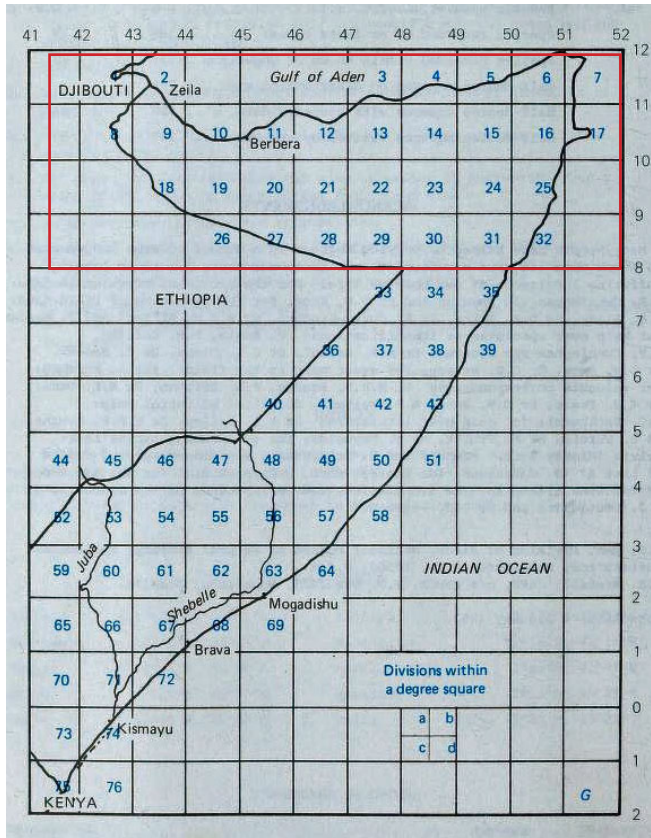 41 42 43 44 45 46 47 48 49 50 51 52
12
2 Gulf of Aden 3 4 5 6 7
DJIBOUTI Zeila
11
8 9 10 11 12 13 14 15 16 17
Berbera
10
18 19 20 21 22 23 24 25
9
26 27 28 29 30 31 32
8
ETHIOPIA 33 34 35
7
36 37 38 39
6
40 41 42 43
5
44 45 46 47 48 49 50 51
4
52 53 54 55 56 57 58
3
Juba
59 60 61 62 63 64 INDIAN OCEAN
Shebelle
2
Mogadishu
65 66 67 68 69
Brava
1
70 71 72
Divisions within
a degree square
0
a b
Kismayu
73 74
c d
1
75 76 G
KENYA
2